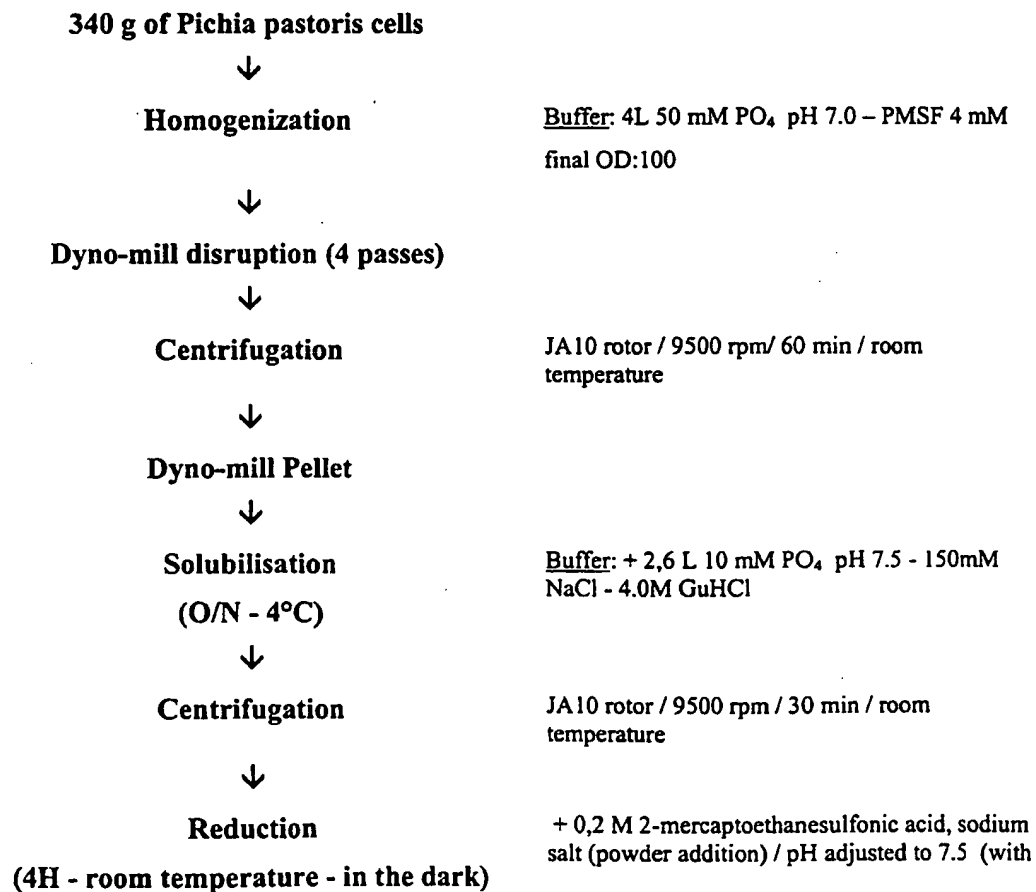 340 g of Pichia pastoris cells
↓
Homogenization
Buffer: 4L 50 mM PO₄ pH 7.0 – PMSF 4 mM
final OD:100
↓
Dyno-mill disruption (4 passes)
↓
Centrifugation
JA10 rotor / 9500 rpm/ 60 min / room
temperature
↓
Dyno-mill Pellet
↓
Solubilisation
(O/N - 4°C)
Buffer: + 2,6 L 10 mM PO₄ pH 7.5 - 150mM
NaCl - 4.0M GuHCl
↓
Centrifugation
JA10 rotor / 9500 rpm / 30 min / room
temperature
↓
Reduction
(4H - room temperature - in the dark)
+ 0,2 M 2-mercaptoethanesulfonic acid, sodium
salt (powder addition) / pH adjusted to 7.5 (with